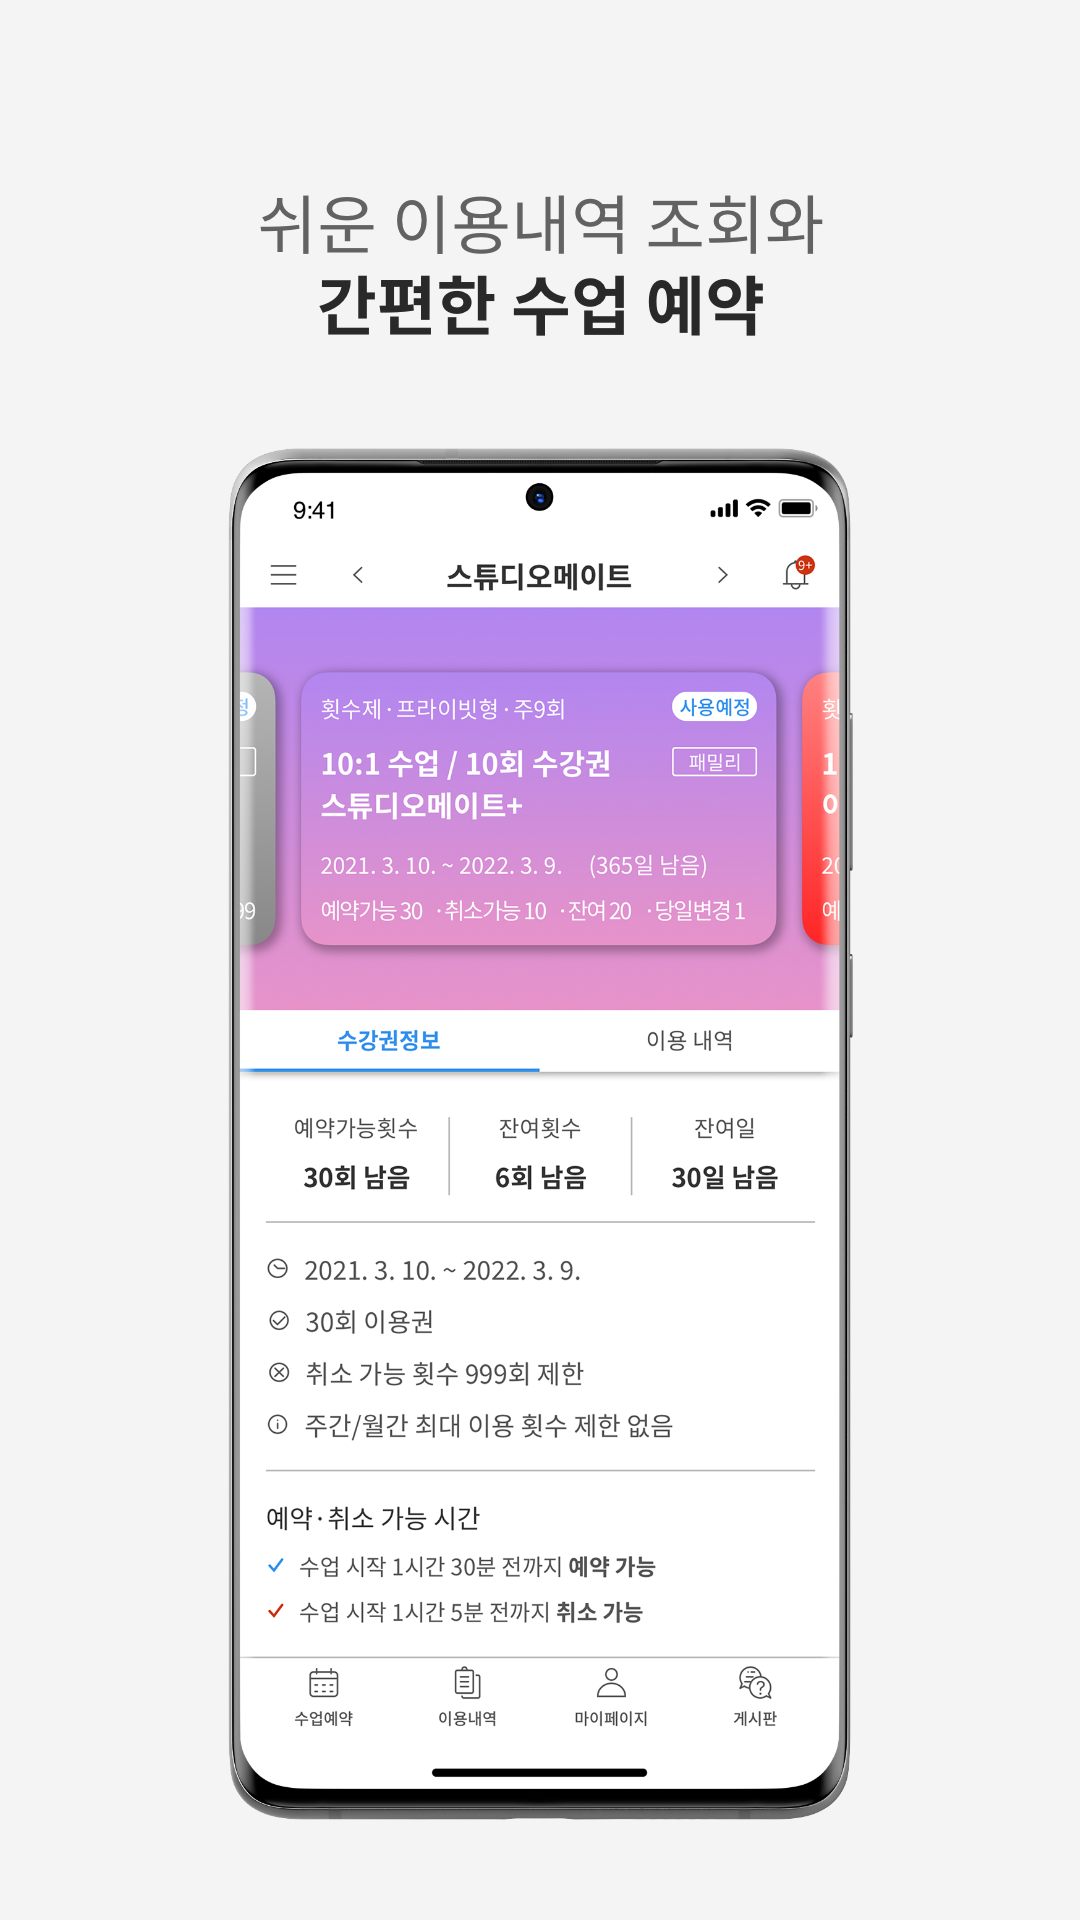 쉬운 이용내역 조회와
간편한 수업 예약
9:41
스튜디오메이트
9+
정
99
횟수제 · 프라이빗형 · 주9회
사용예정
10:1 수업 / 10회 수강권
패밀리
스튜디오메이트+
2021. 3. 10. ~ 2022. 3. 9. (365일 남음)
예약가능 30 · 취소가능 10 · 잔여 20 · 당일변경 1
횟
1
이
20
예
수강권정보
이용 내역
예약가능횟수
잔여횟수
잔여일
30회 남음
6회 남음
30일 남음
2021. 3. 10. ~ 2022. 3. 9.
30회 이용권
취소 가능 횟수 999회 제한
주간/월간 최대 이용 횟수 제한 없음
예약 · 취소 가능 시간
수업 시작 1시간 30분 전까지 예약 가능
수업 시작 1시간 5분 전까지 취소 가능
수업예약
이용내역
마이페이지
게시판